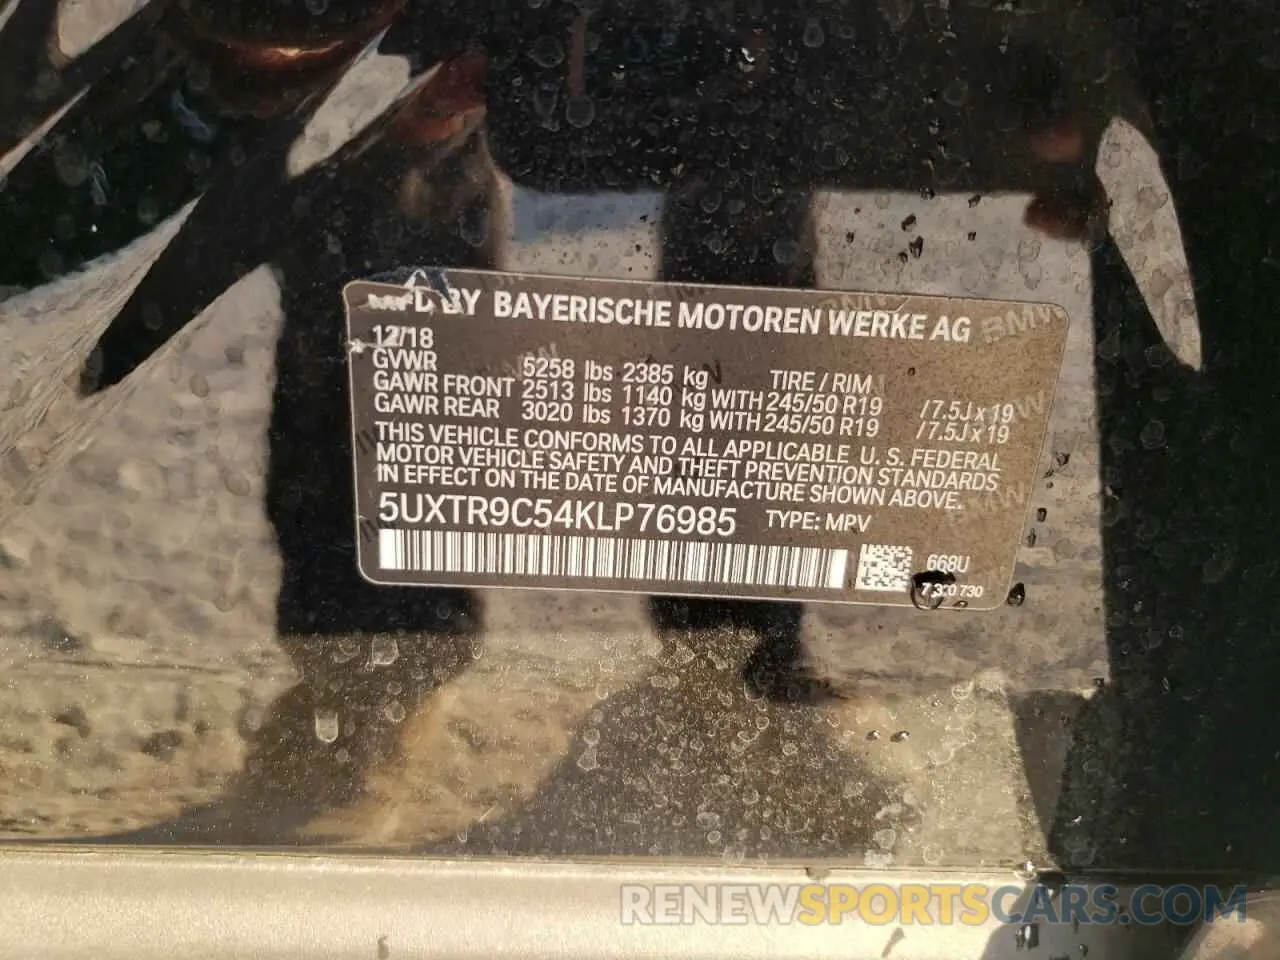 MFD BY BAYERISCHE MOTOREN WERKE AG
12/18
GVWR 5258 lbs 2385 kg TIRE / RIM
GAWR FRONT 2513 lbs 1140 kg WITH 245/50 R19 / 7.5J x 19
GAWR REAR 3020 lbs 1370 kg WITH 245/50 R19 / 7.5J x 19
THIS VEHICLE CONFORMS TO ALL APPLICABLE U.S. FEDERAL
MOTOR VEHICLE SAFETY AND THEFT PREVENTION STANDARDS
IN EFFECT ON THE DATE OF MANUFACTURE SHOWN ABOVE.
5UXTR9C54KLP76985 TYPE: MPV
668U
730
RENEWSPORTSCARS.COM